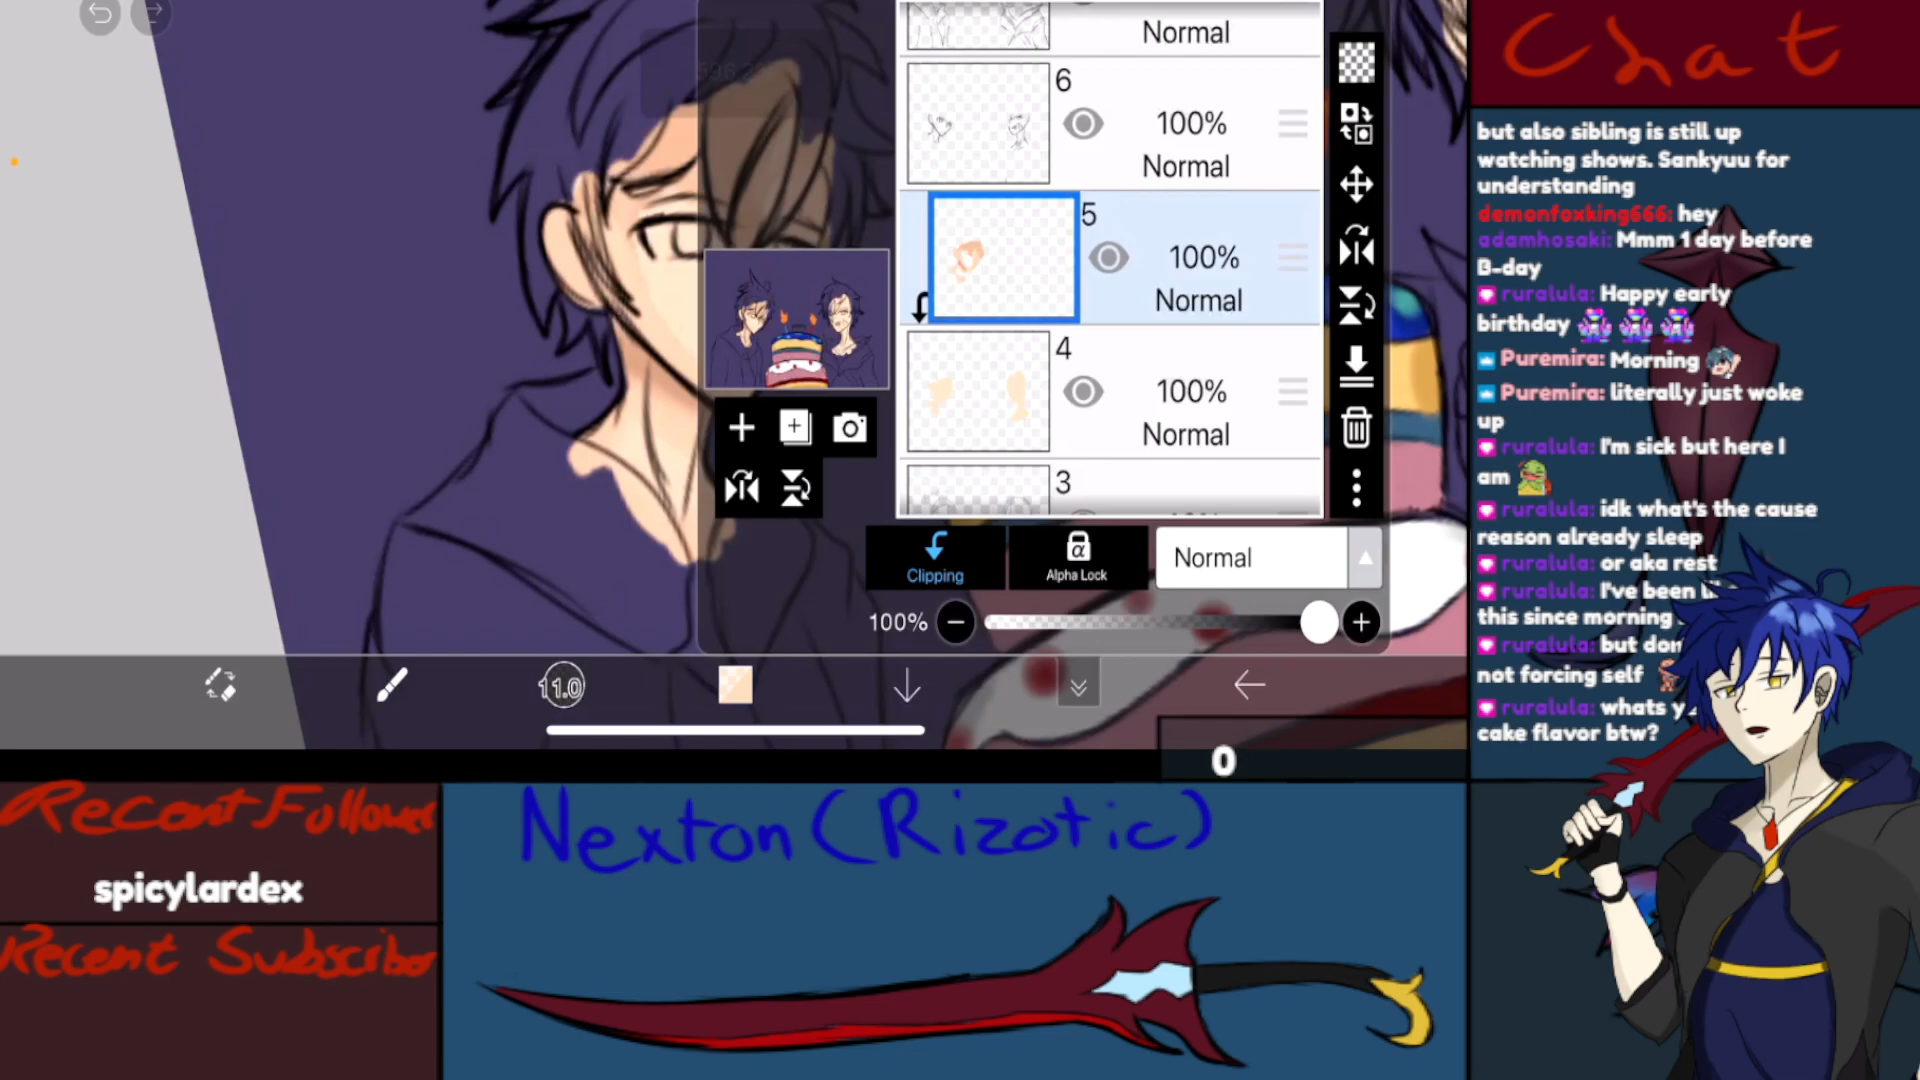 Normal
6
100%
Normal
5
100%
Normal
4
100%
Normal
3
Clipping
Alpha Lock
Normal
100%
11.0
0
Chat
but also sibling is still up
watching shows. Sankyuu for
understanding
demonfoxking666: hey
adamhosaki: Mmm 1 day before
B-day
ruralula: Happy early
birthday
Puremira: Morning
Puremira: literally just woke
up
ruralula: I'm sick but here I
am
ruralula: idk what's the cause
reason already sleep
ruralula: or aka rest
ruralula: I've been
this since morning
ruralula: but
not forcing self
ruralula: whats
cake flavor btw?
Recent Follower
spicylardex
Recent Subscriber
Nexton (Rizotic)